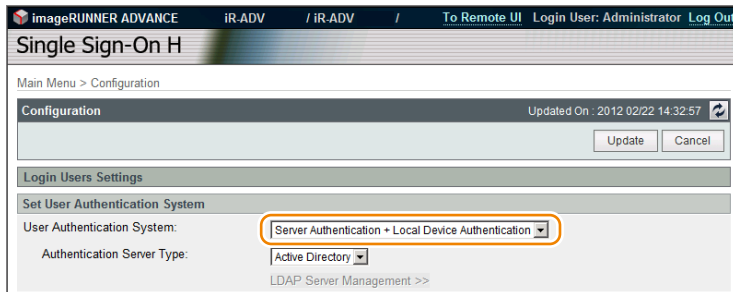 imageRUNNER ADVANCE iR-ADV / iR-ADV / To Remote UI Login User: Administrator Log Out
Single Sign-On H
Main Menu > Configuration
Configuration Updated On : 2012 02/22 14:32:57
Update Cancel
Login Users Settings
Set User Authentication System
User Authentication System: Server Authentication + Local Device Authentication
Authentication Server Type: Active Directory
LDAP Server Management >>